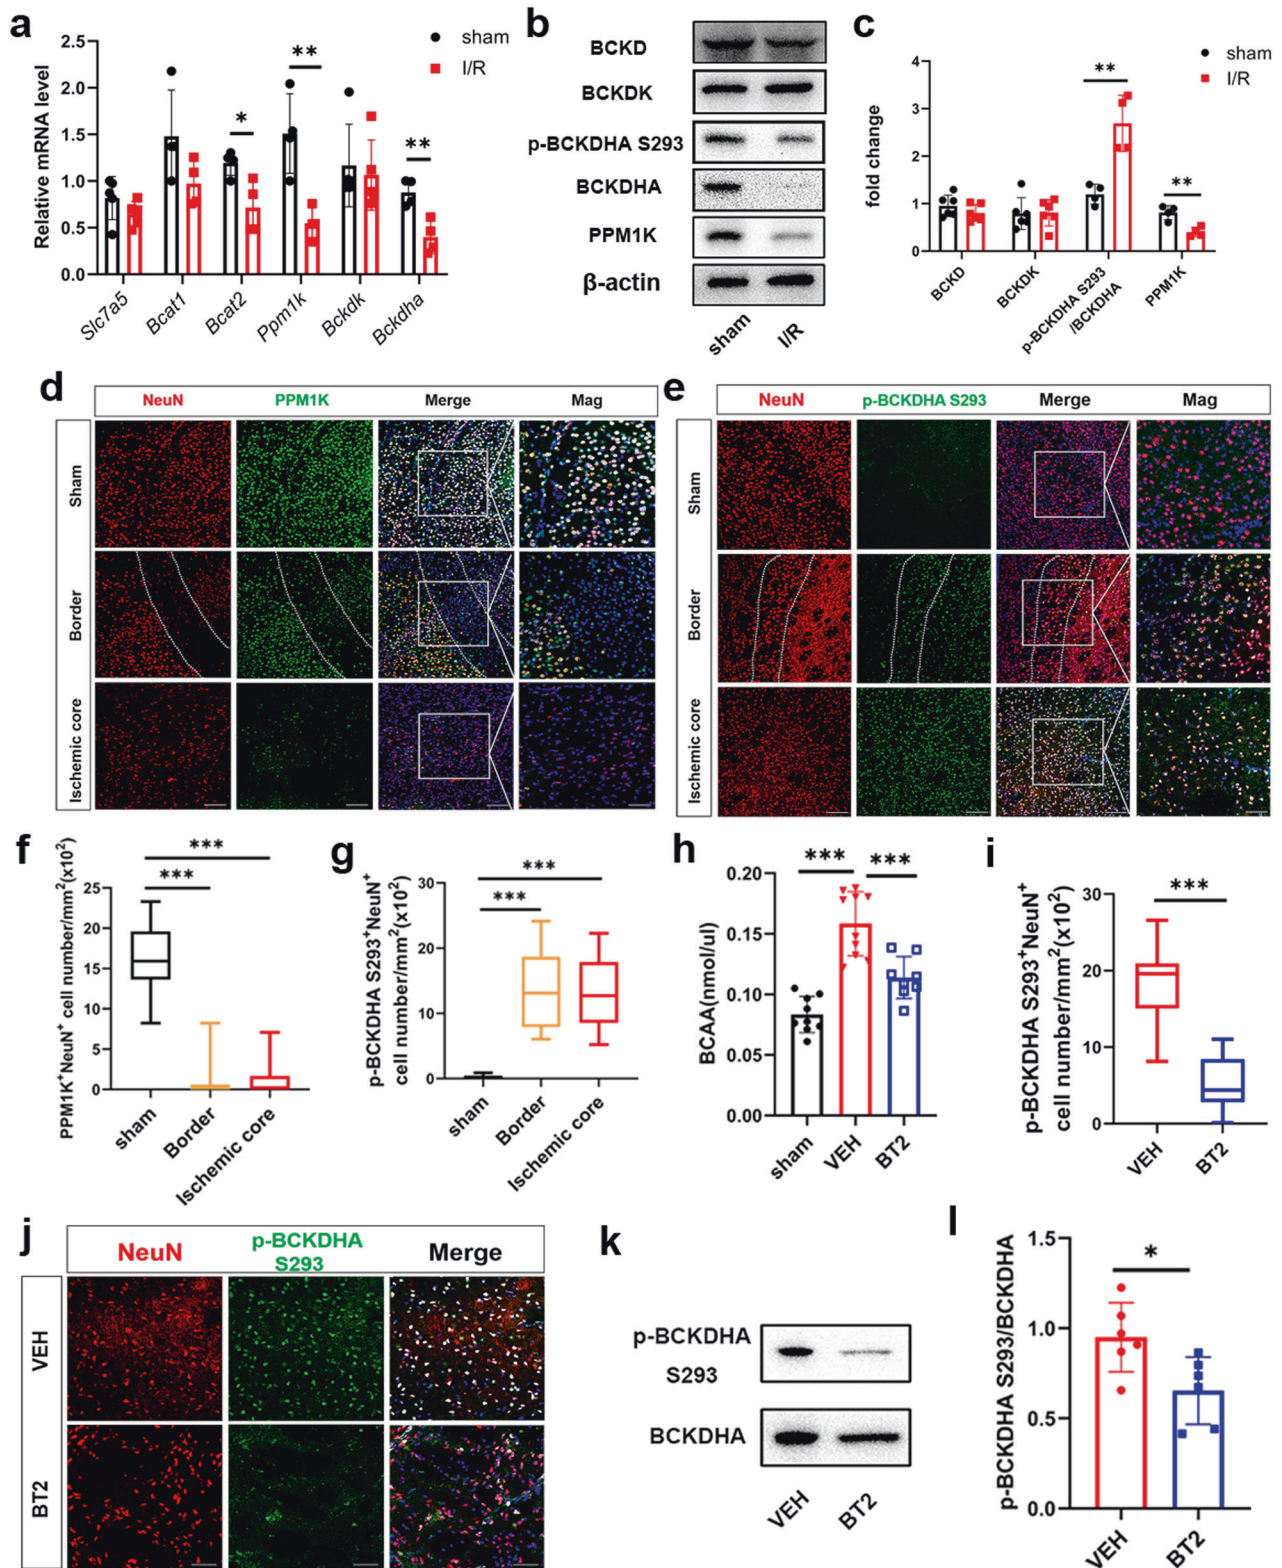 a
Relative mRNA level
2.5
2.0
1.5
1.0
0.5
0.0
sham
I/R
*
**
**
Slc7a5
Bcat1
Bcat2
Ppm1k
Bckdk
Bckdha
b
BCKD
BCKDK
p-BCKDHA S293
BCKDHA
PPM1K
β-actin
sham
I/R
c
fold change
4
3
2
1
0
sham
I/R
**
**
BCKD
BCKDK
p-BCKDHA S293
/BCKDHA
PPM1K
d
NeuN PPM1K Merge Mag
Sham
Border
Ischemic core
e
NeuN p-BCKDHA S293 Merge Mag
Sham
Border
Ischemic core
f
PPM1K+NeuN+ cell number/mm2(x102)
25
20
15
10
5
0
***
***
sham
Border
Ischemic core
g
p-BCKDHA S293+NeuN+
cell number/mm2(x102)
30
20
10
0
***
***
sham
Border
Ischemic core
h
BCAA(nmol/ul)
0.20
0.15
0.10
0.05
0.00
*** ***
sham
VEH
BT2
i
p-BCKDHA S293+NeuN+
cell number/mm2(x102)
30
20
10
0
***
VEH
BT2
j
NeuN p-BCKDHA Merge
S293
VEH
BT2
k
p-BCKDHA
S293
BCKDHA
VEH
BT2
l
p-BCKDHA S293/BCKDHA
1.5
1.0
0.5
0.0
*
VEH
BT2